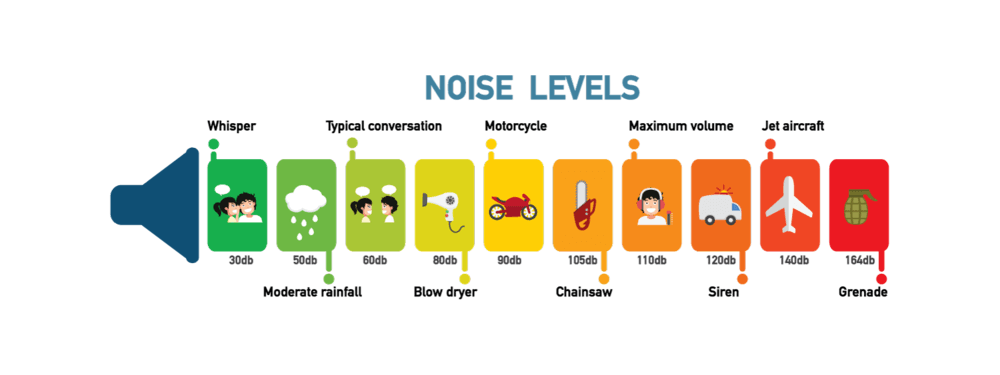 NOISE LEVELS
Whisper
Typical conversation
Motorcycle
Maximum volume
Jet aircraft
30db
50db
60db
80db
90db
105db
110db
120db
140db
164db
Moderate rainfall
Blow dryer
Chainsaw
Siren
Grenade